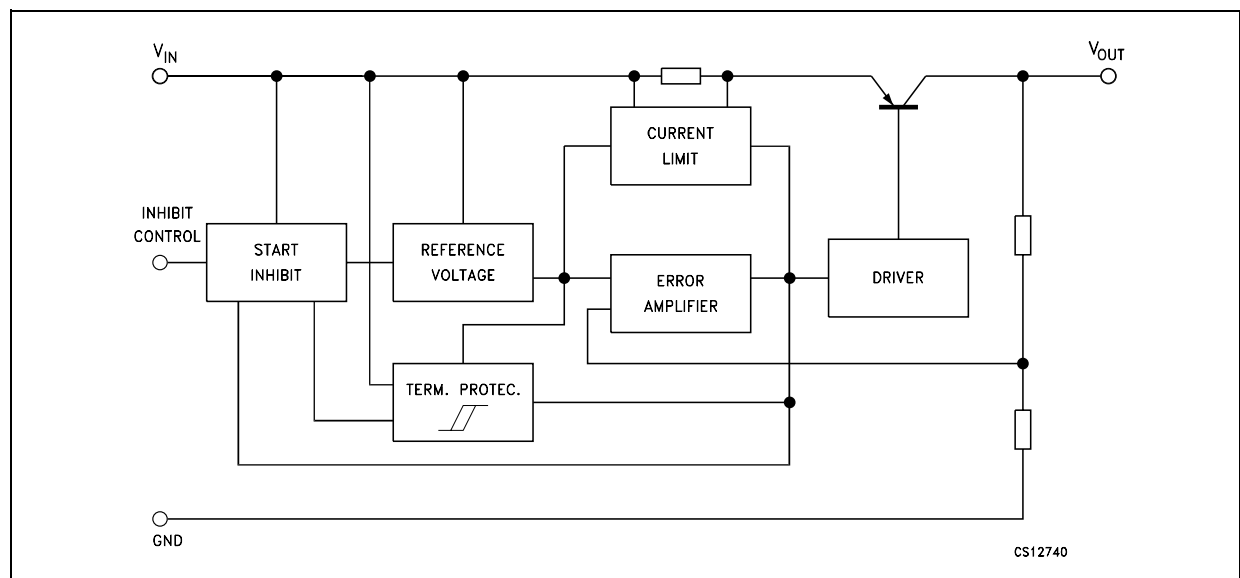 V_IN
V_OUT
CURRENT
LIMIT
INHIBIT
CONTROL
START
INHIBIT
REFERENCE
VOLTAGE
ERROR
AMPLIFIER
DRIVER
TERM. PROTEC.
GND
CS12740